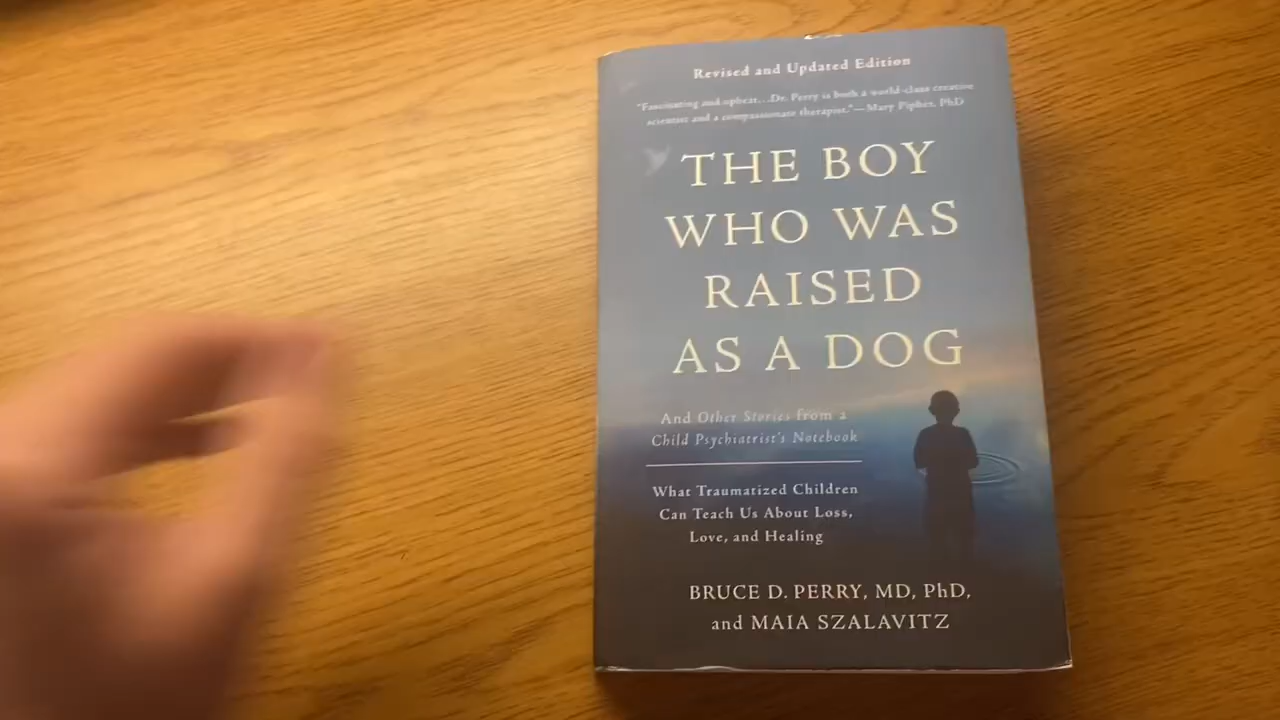 Revised and Updated Edition
"Fascinating and upbeat...Dr. Perry is both a world-class creative
scientist and a compassionate therapist."—Mary Pipher, PhD
THE BOY
WHO WAS
RAISED
AS A DOG
And Other Stories from a
Child Psychiatrist's Notebook
What Traumatized Children
Can Teach Us About Loss,
Love, and Healing
BRUCE D. PERRY, MD, PhD,
and MAIA SZALAVITZ